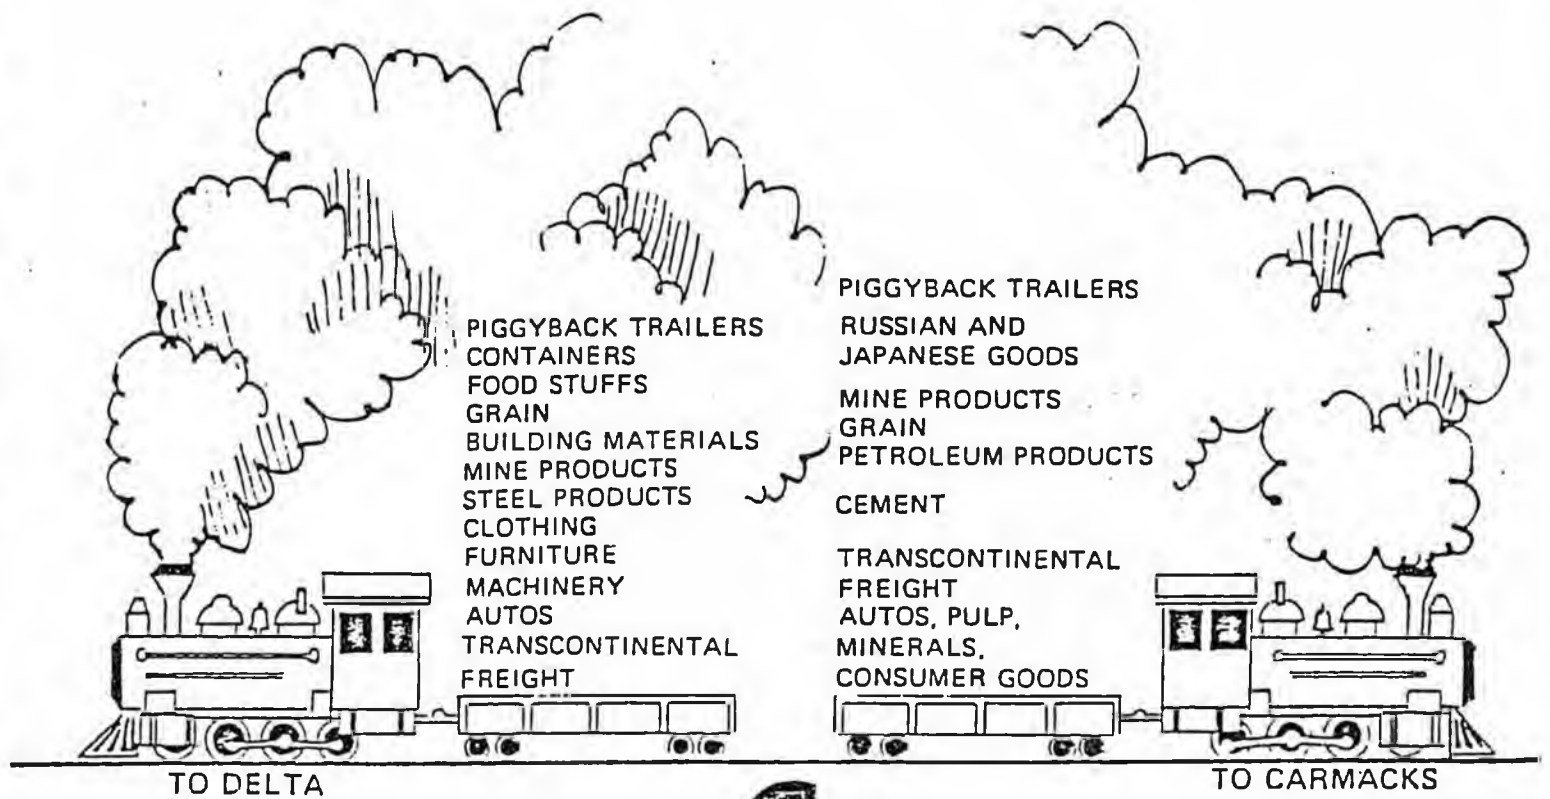 PIGGYBACK TRAILERS
CONTAINERS
FOOD STUFFS
GRAIN
BUILDING MATERIALS
MINE PRODUCTS
STEEL PRODUCTS
CLOTHING
FURNITURE
MACHINERY
AUTOS
TRANSCONTINENTAL
FREIGHT
TO DELTA
PIGGYBACK TRAILERS
RUSSIAN AND
JAPANESE GOODS
MINE PRODUCTS
GRAIN
PETROLEUM PRODUCTS
CEMENT
TRANSCONTINENTAL
FREIGHT
AUTOS, PULP,
MINERALS,
CONSUMER GOODS
TO CARMACKS